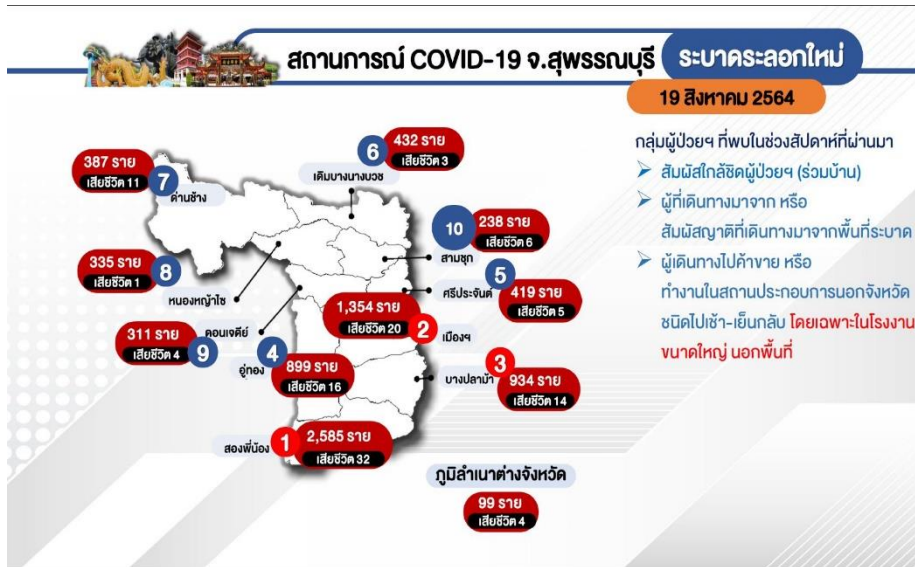 สถานการณ์ COVID-19 จ.สุพรรณบุรี
ระบาดระลอกใหม่
19 สิงหาคม 2564
กลุ่มผู้ป่วยฯ ที่พบในช่วงสัปดาห์ที่ผ่านมา
สัมผัสใกล้ชิดผู้ป่วยฯ (ร่วมบ้าน)
ผู้ที่เดินทางมาจาก หรือ
สัมผัสญาติที่เดินทางมาจากพื้นที่ระบาด
ผู้เดินทางไปค้าขาย หรือ
ทำงานในสถานประกอบการนอกจังหวัด
ชนิดไปเช้า-เย็นกลับ โดยเฉพาะในโรงงาน
ขนาดใหญ่ นอกพื้นที่
387 ราย
เสียชีวิต 11
7
ด่านช้าง
6
432 ราย
เสียชีวิต 3
เดิมบางนางบวช
10
238 ราย
เสียชีวิต 6
สามชุก
335 ราย
เสียชีวิต 1
8
หนองหญ้าไซ
5
ศรีประจันต์
419 ราย
เสียชีวิต 5
1,354 ราย
เสียชีวิต 20
2
เมืองฯ
311 ราย
เสียชีวิต 4
9
ดอนเจดีย์
4
อู่ทอง
899 ราย
เสียชีวิต 16
3
บางปลาม้า
934 ราย
เสียชีวิต 14
สองพี่น้อง
1
2,585 ราย
เสียชีวิต 32
ภูมิลำเนาต่างจังหวัด
99 ราย
เสียชีวิต 4